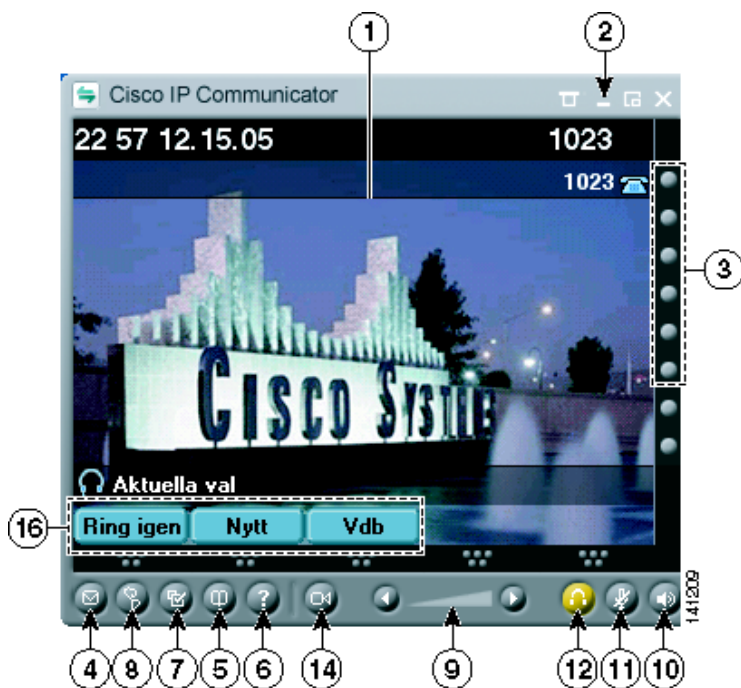 1
2
Cisco IP Communicator
22 57 12.15.05 1023
1023
3
CISCO SYSTEMS
Aktuella val
16
Ring igen Nytt Vdb
?
141209
4 8 7 5 6 14 9 12 11 10